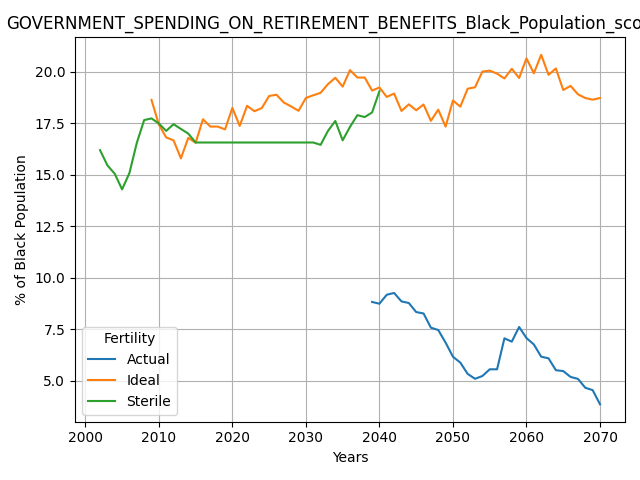 GOVERNMENT_SPENDING_ON_RETIREMENT_BENEFITS_Black_Population_sco
% of Black Population
20.0
17.5
15.0
12.5
10.0
7.5
5.0
Fertility
Actual
Ideal
Sterile
2000 2010 2020 2030 2040 2050 2060 2070
Years